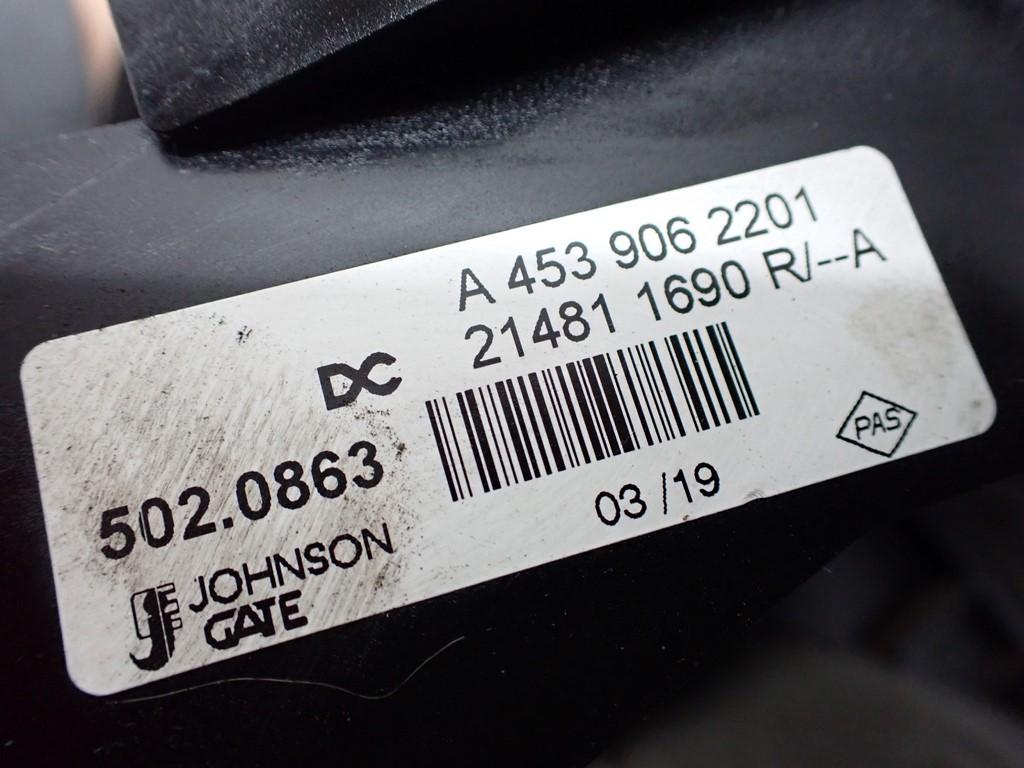 A 453 906 2201
21481 1690 R/--A
DC
502.0863
03 /19
PAS
JOHNSON
GATE